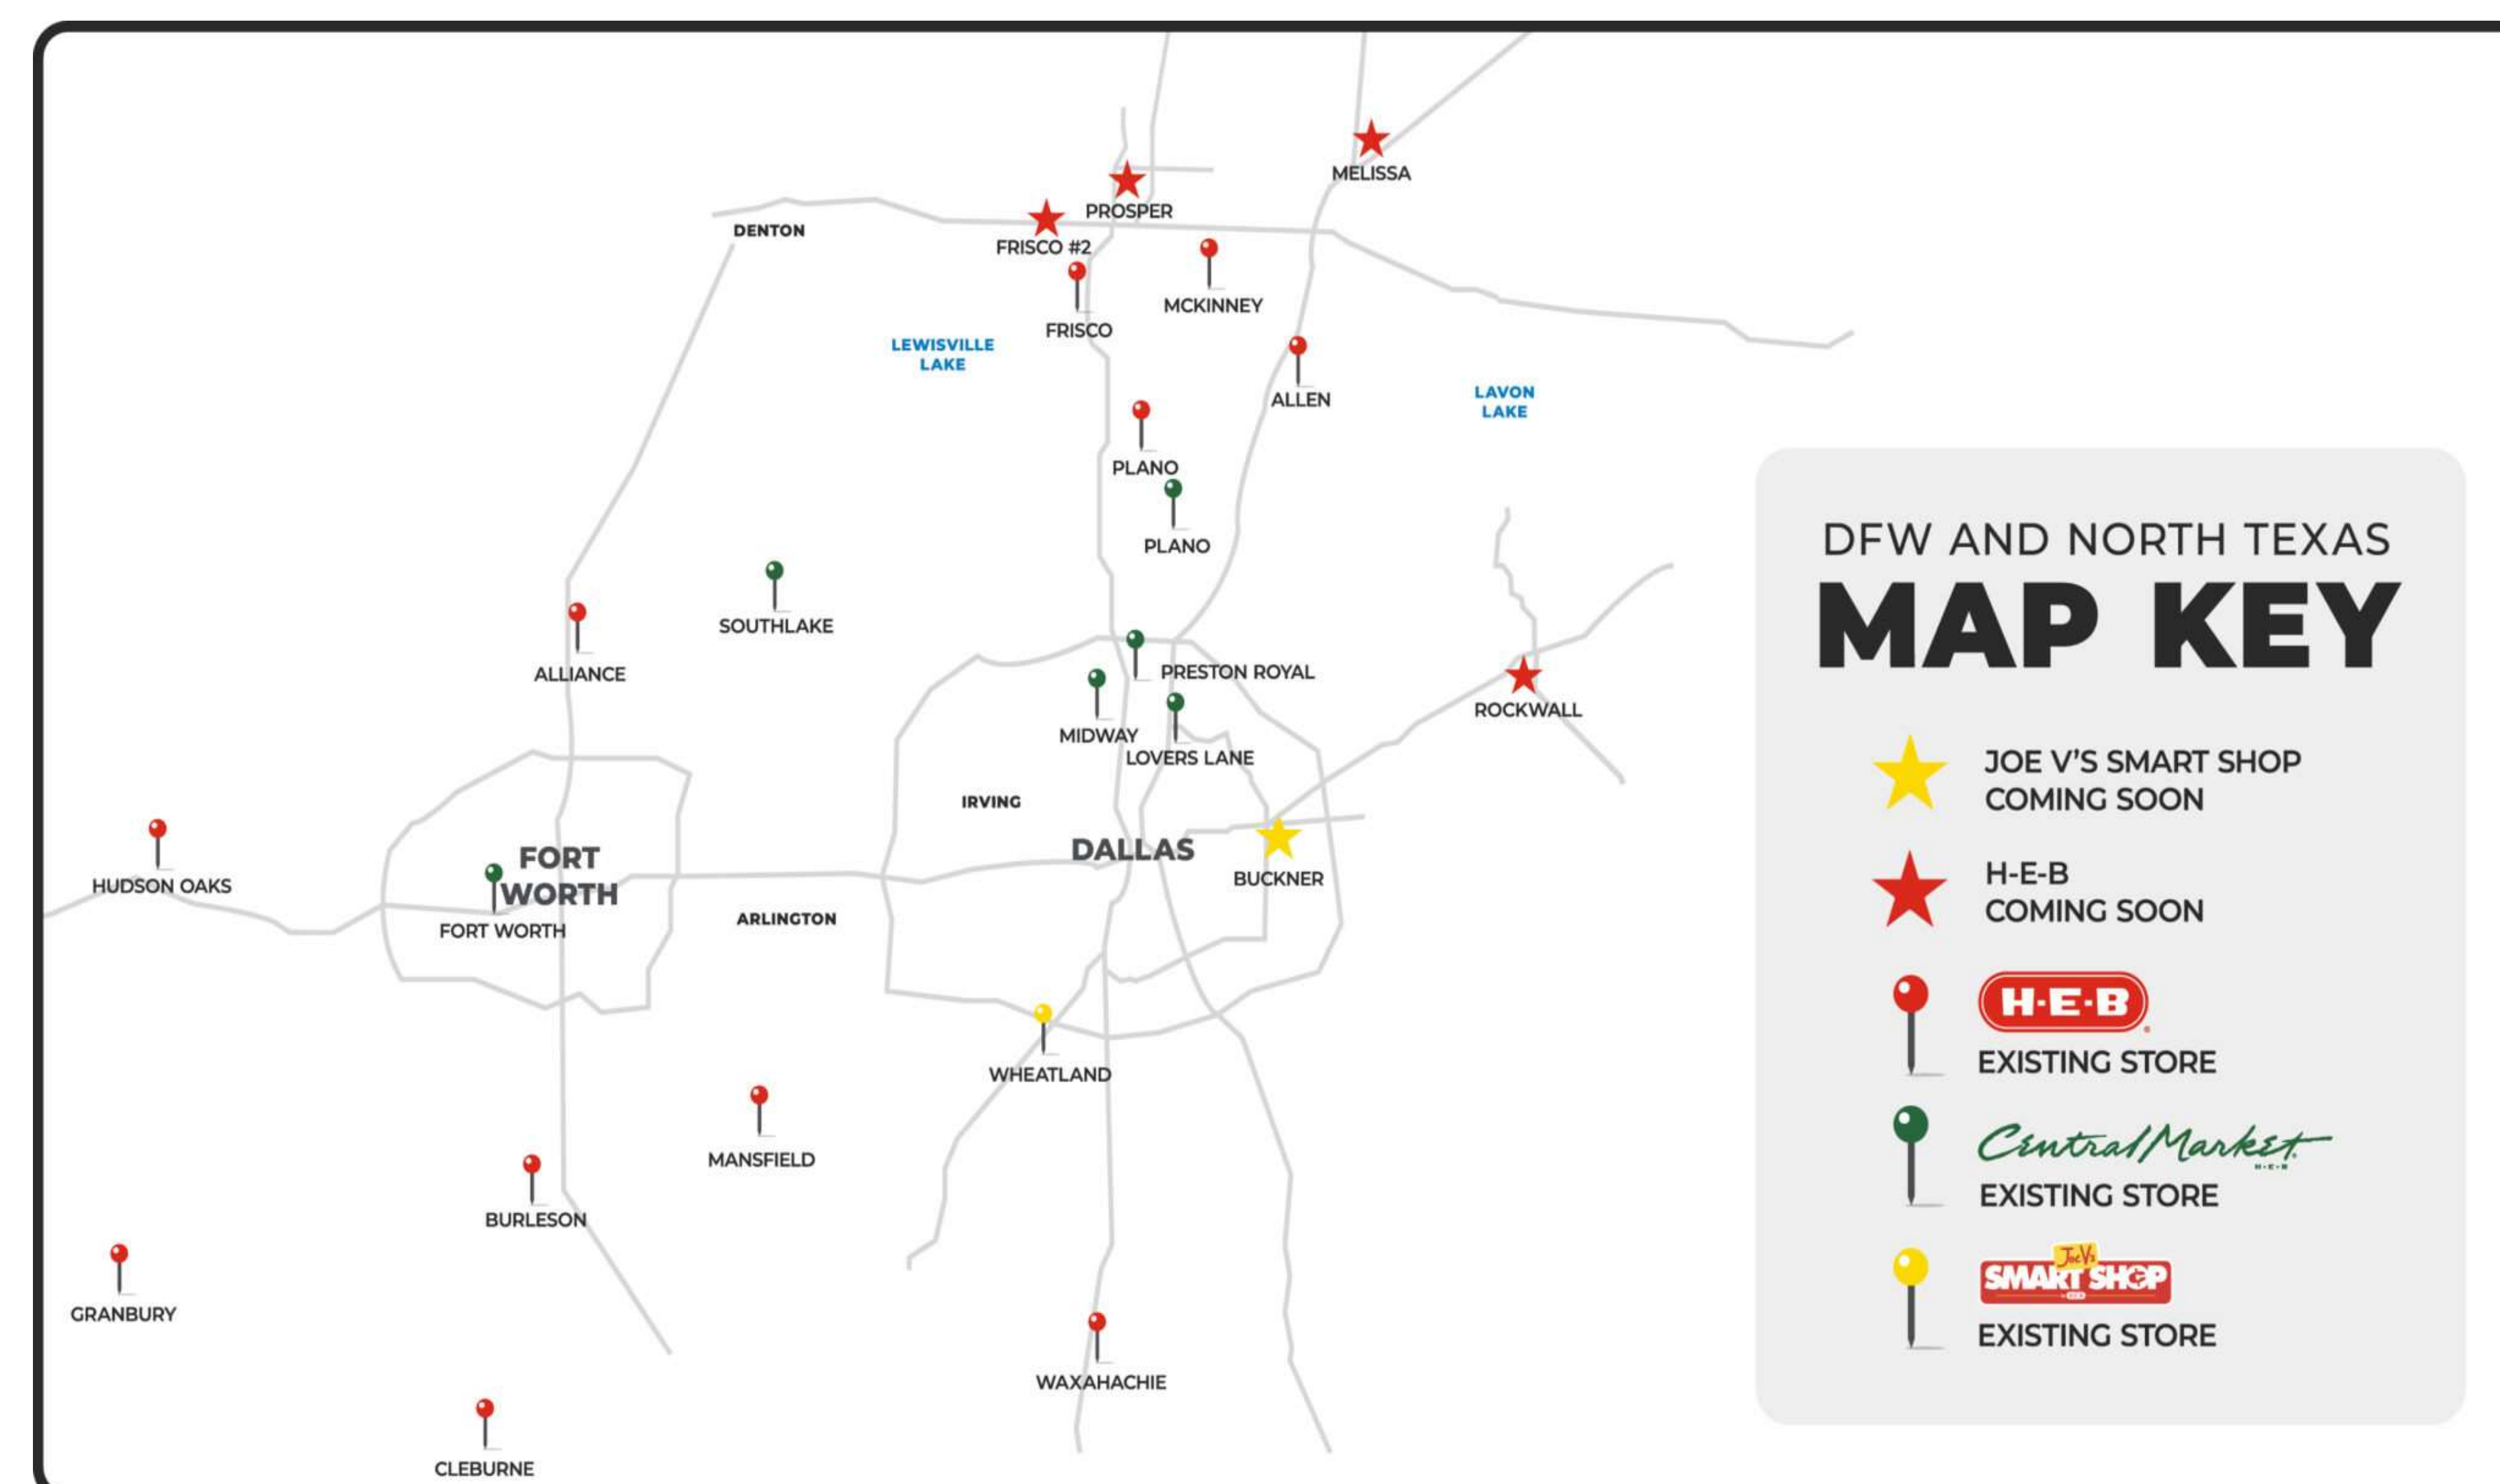 MELISSA
PROSPER
DENTON
FRISCO #2
MCKINNEY
FRISCO
LEWISVILLE
LAKE
ALLEN
LAVON
LAKE
PLANO
PLANO
SOUTHLAKE
ALLIANCE
PRESTON ROYAL
MIDWAY
LOVERS LANE
ROCKWALL
IRVING
DALLAS
BUCKNER
HUDSON OAKS
FORT
WORTH
FORT WORTH
ARLINGTON
WHEATLAND
MANSFIELD
BURLESON
GRANBURY
WAXAHACHIE
CLEBURNE
DFW AND NORTH TEXAS
MAP KEY
JOE V'S SMART SHOP
COMING SOON
H-E-B
COMING SOON
H-E-B
EXISTING STORE
Central Market
H-E-B
EXISTING STORE
Joe V's
SMART SHOP
EXISTING STORE